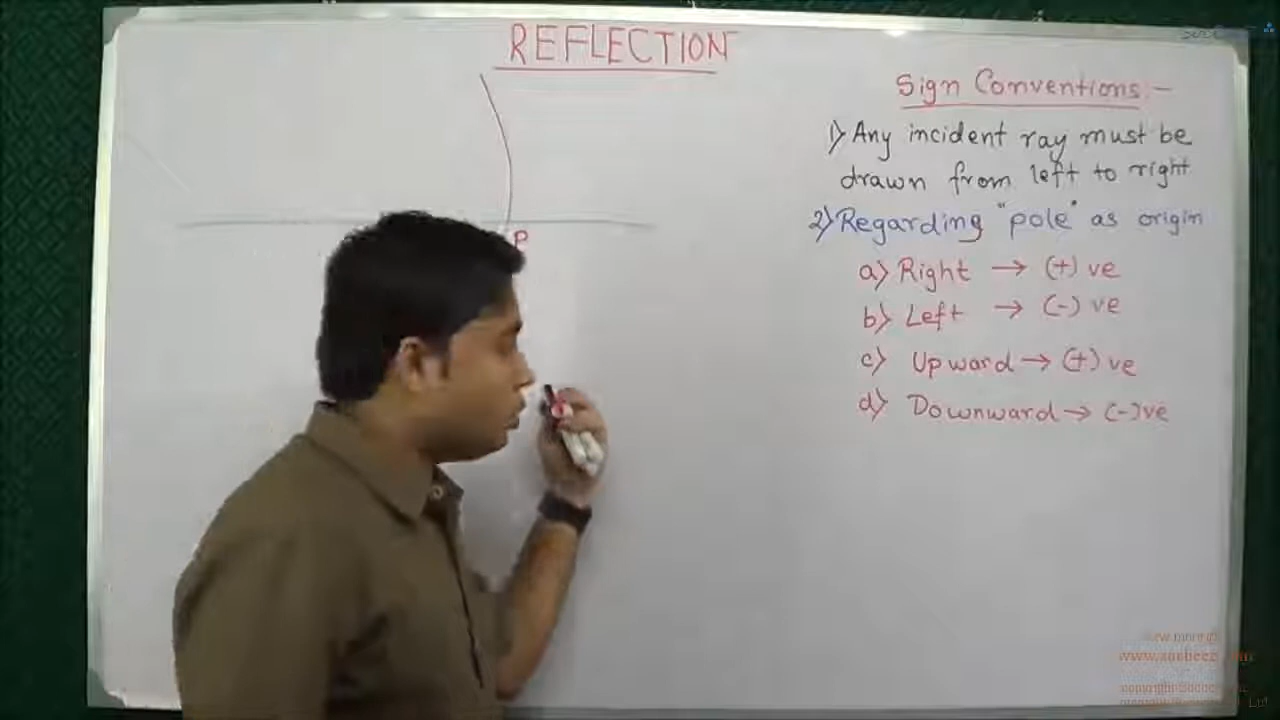 REFLECTION
Sign Conventions:-
1) Any incident ray must be
drawn from left to right
2) Regarding "pole" as origin
a) Right → (+) ve
b) Left → (-) ve
c) Upward → (+) ve
d) Downward → (-) ve
P